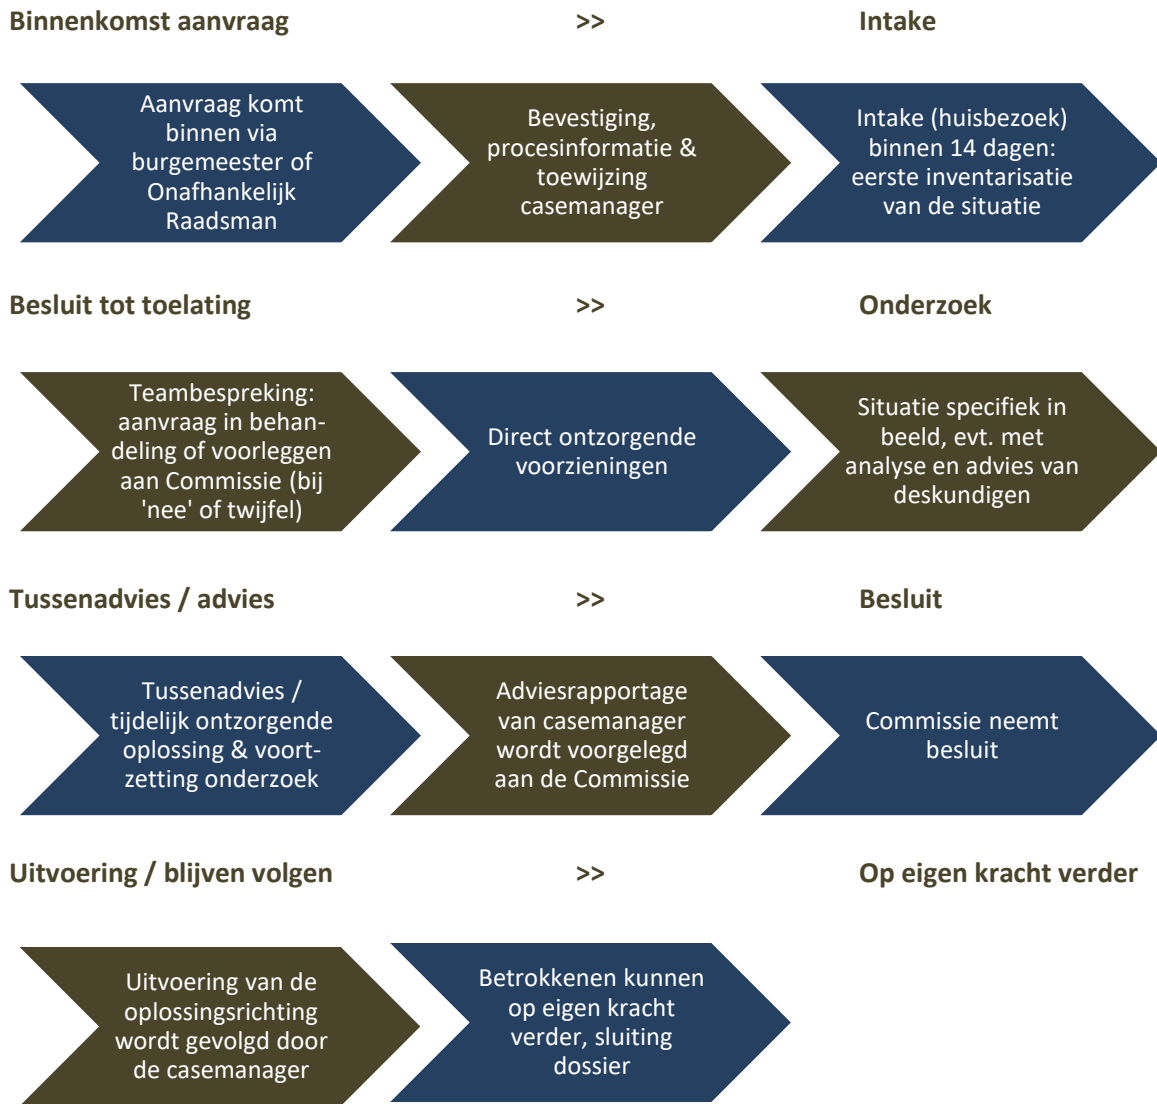 Binnenkomst aanvraag >> Intake
Aanvraag komt
binnen via
burgemeester of
Onafhankelijk
Raadsman
Bevestiging,
procesinformatie &
toewijzing
casemanager
Intake (huisbezoek)
binnen 14 dagen:
eerste inventarisatie
van de situatie
Besluit tot toelating >> Onderzoek
Teambespreking:
aanvraag in behan-
deling of voorleggen
aan Commissie (bij
'nee' of twijfel)
Direct ontzorgende
voorzieningen
Situatie specifiek in
beeld, evt. met
analyse en advies van
deskundigen
Tussenadvies / advies >> Besluit
Tussenadvies /
tijdelijk ontzorgende
oplossing & voort-
zetting onderzoek
Adviesrapportage
van casemanager
wordt voorgelegd
aan de Commissie
Commissie neemt
besluit
Uitvoering / blijven volgen >> Op eigen kracht verder
Uitvoering van de
oplossingsrichting
wordt gevolgd door
de casemanager
Betrokkenen kunnen
op eigen kracht
verder, sluiting
dossier